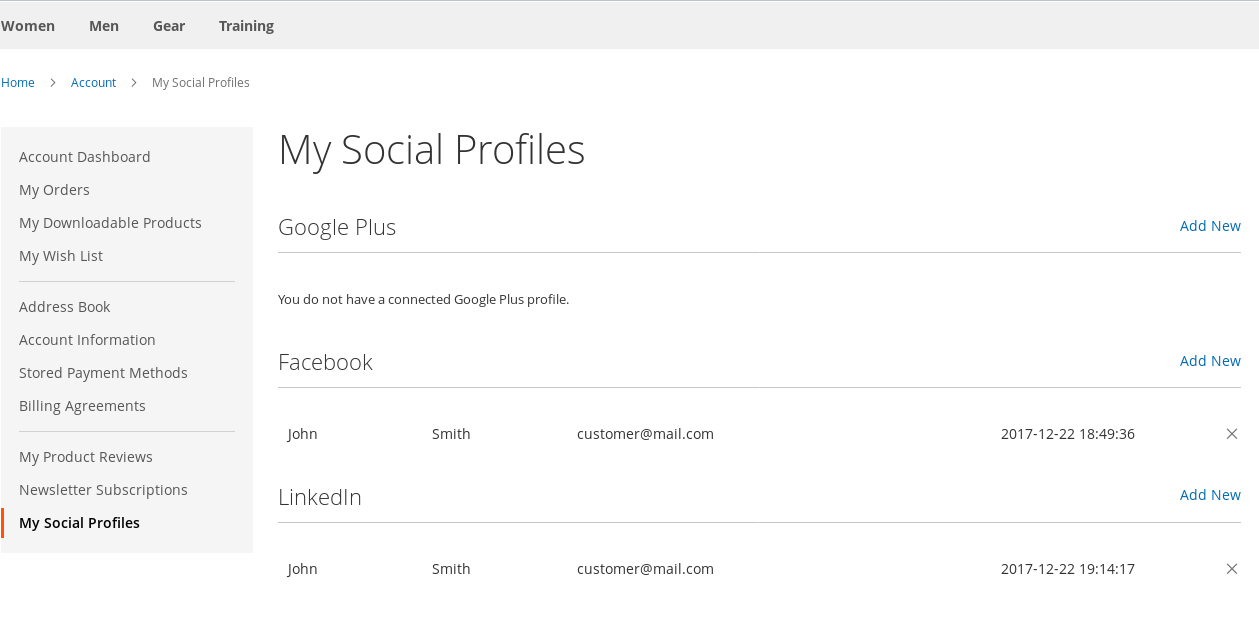 Women Men Gear Training
Home > Account > My Social Profiles
Account Dashboard
My Orders
My Downloadable Products
My Wish List
Address Book
Account Information
Stored Payment Methods
Billing Agreements
My Product Reviews
Newsletter Subscriptions
My Social Profiles
My Social Profiles
Google Plus Add New
You do not have a connected Google Plus profile.
Facebook Add New
John Smith customer@mail.com 2017-12-22 18:49:36
LinkedIn Add New
John Smith customer@mail.com 2017-12-22 19:14:17